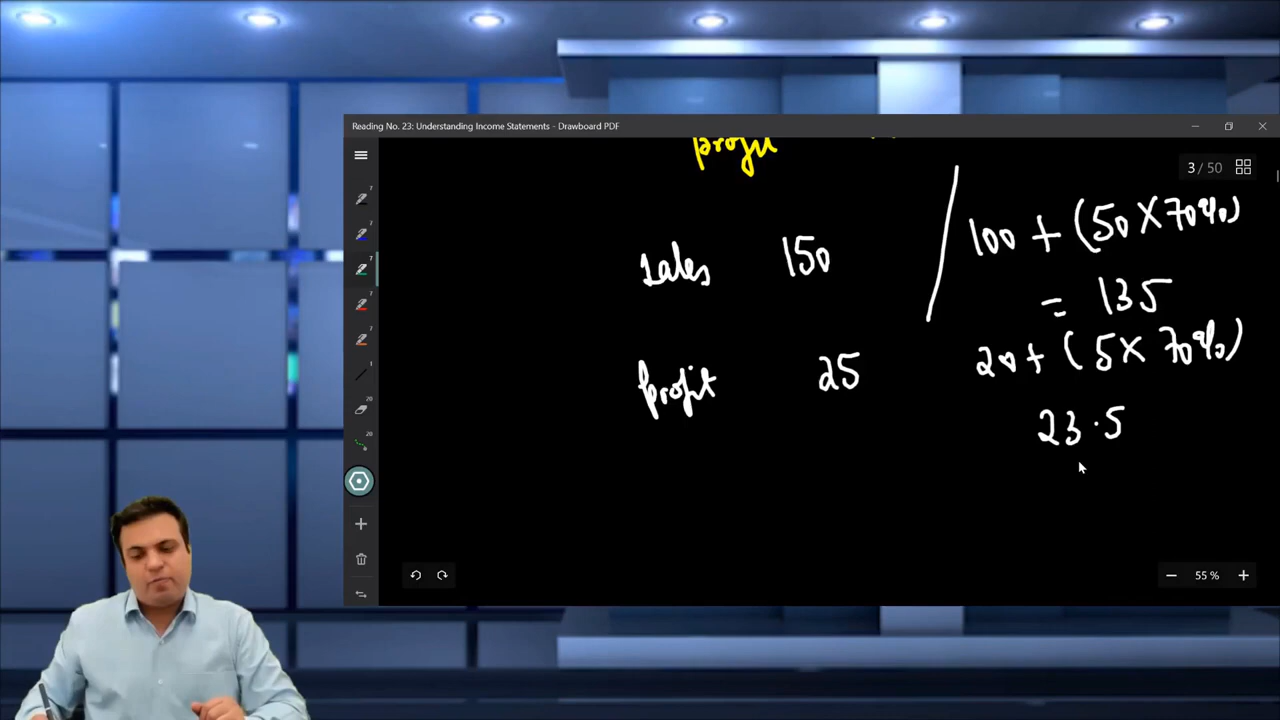 Reading No. 23: Understanding Income Statements - Drawboard PDF
profit
3 / 50
100 + (50 X 70%)
sales 150
= 135
20 + ( 5 X 70%)
profit 25
23.5
55 %